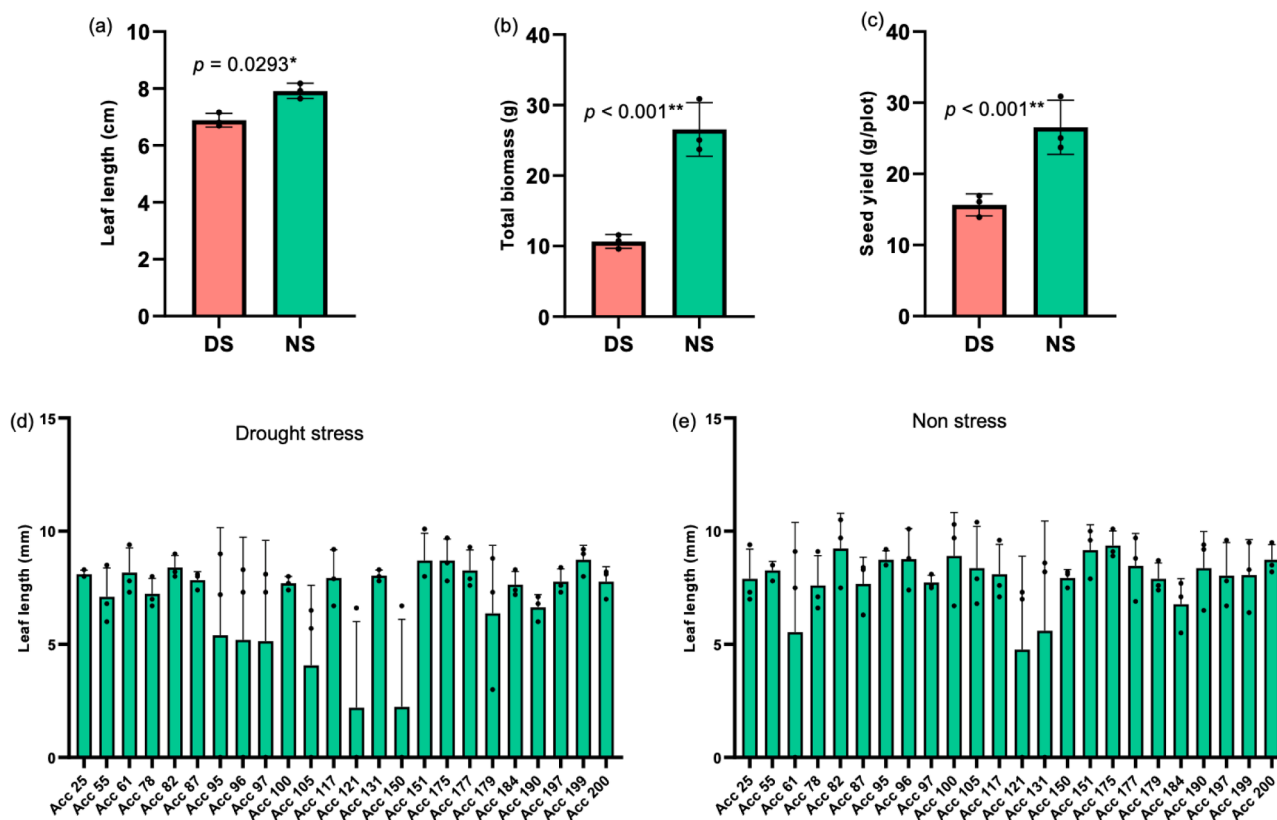 (a)
10
8
6
4
2
0
Leaf length (cm)
p = 0.0293*
DS NS
(b)
40
30
20
10
0
Total biomass (g)
p < 0.001**
DS NS
(c)
40
30
20
10
0
Seed yield (g/plot)
p < 0.001**
DS NS
(d)
Drought stress
15
10
5
0
Leaf length (mm)
Acc 25
Acc 55
Acc 61
Acc 78
Acc 82
Acc 87
Acc 95
Acc 96
Acc 97
Acc 100
Acc 105
Acc 117
Acc 121
Acc 131
Acc 150
Acc 151
Acc 175
Acc 177
Acc 179
Acc 184
Acc 190
Acc 197
Acc 199
Acc 200
(e)
Non stress
15
10
5
0
Leaf length (mm)
Acc 25
Acc 55
Acc 61
Acc 78
Acc 82
Acc 87
Acc 95
Acc 96
Acc 97
Acc 100
Acc 105
Acc 117
Acc 121
Acc 131
Acc 150
Acc 151
Acc 175
Acc 177
Acc 179
Acc 184
Acc 190
Acc 197
Acc 199
Acc 200